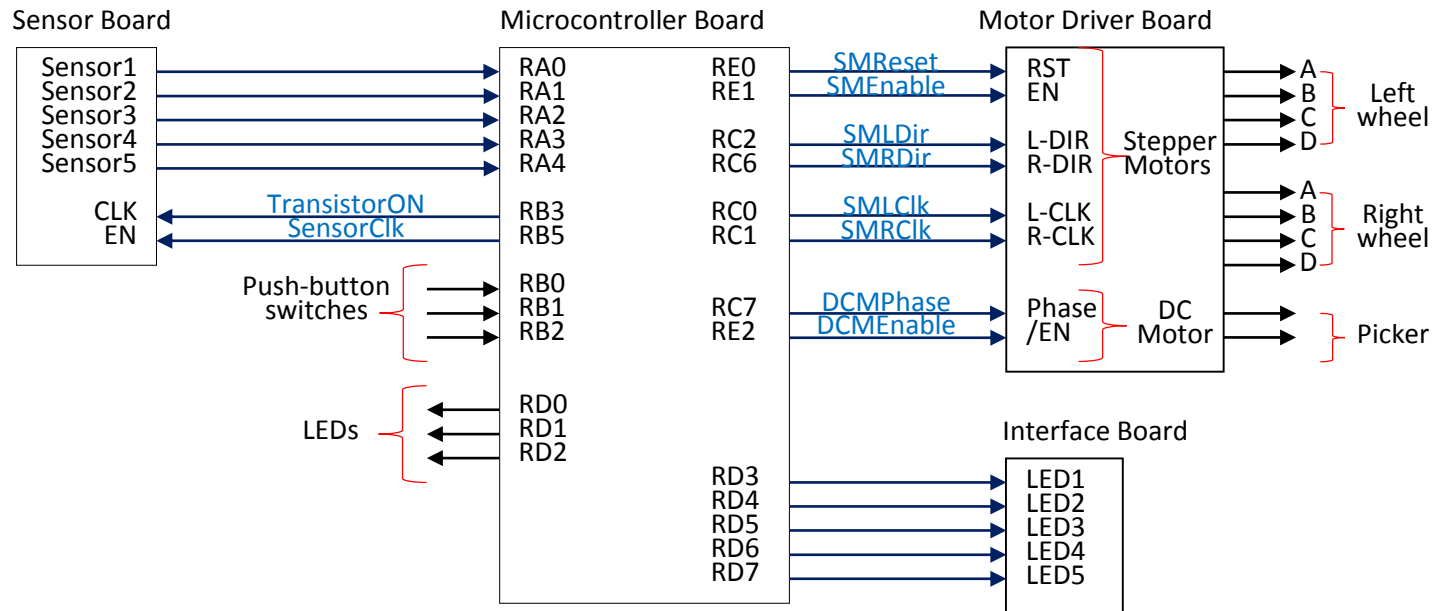 Sensor Board
Sensor1
Sensor2
Sensor3
Sensor4
Sensor5
CLK
EN
TransistorON
SensorClk
Push-button
switches
LEDs
Microcontroller Board
RA0
RA1
RA2
RA3
RA4
RB3
RB5
RB0
RB1
RB2
RD0
RD1
RD2
RE0
RE1
RC2
RC6
RC0
RC1
RC7
RE2
RD3
RD4
RD5
RD6
RD7
SMReset
SMEnable
SMLDir
SMRDir
SMLClk
SMRClk
DCMPhase
DCMEnable
Motor Driver Board
RST
EN
L-DIR
R-DIR
L-CLK
R-CLK
Phase
/EN
Stepper
Motors
DC
Motor
A
B
C
D
Left
wheel
A
B
C
D
Right
wheel
Picker
Interface Board
LED1
LED2
LED3
LED4
LED5